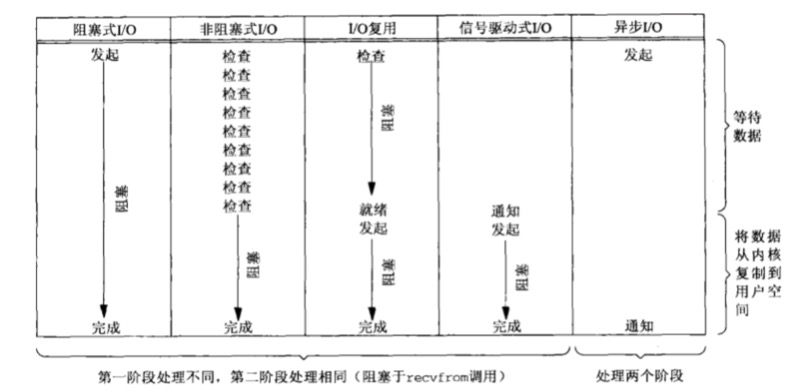 阻塞式I/O 非阻塞式I/O I/O复用 信号驱动式I/O 异步I/O
发起 检查 检查 发起
检查
检查
检查
检查
检查
检查
检查
检查
阻塞
阻塞
等待
数据
就绪 通知
发起 发起
阻塞
阻塞
阻塞
将数据
从内核
复制到
用户空
间
完成 完成 完成 完成 通知
第一阶段处理不同，第二阶段处理相同（阻塞于recvfrom调用） 处理两个阶段